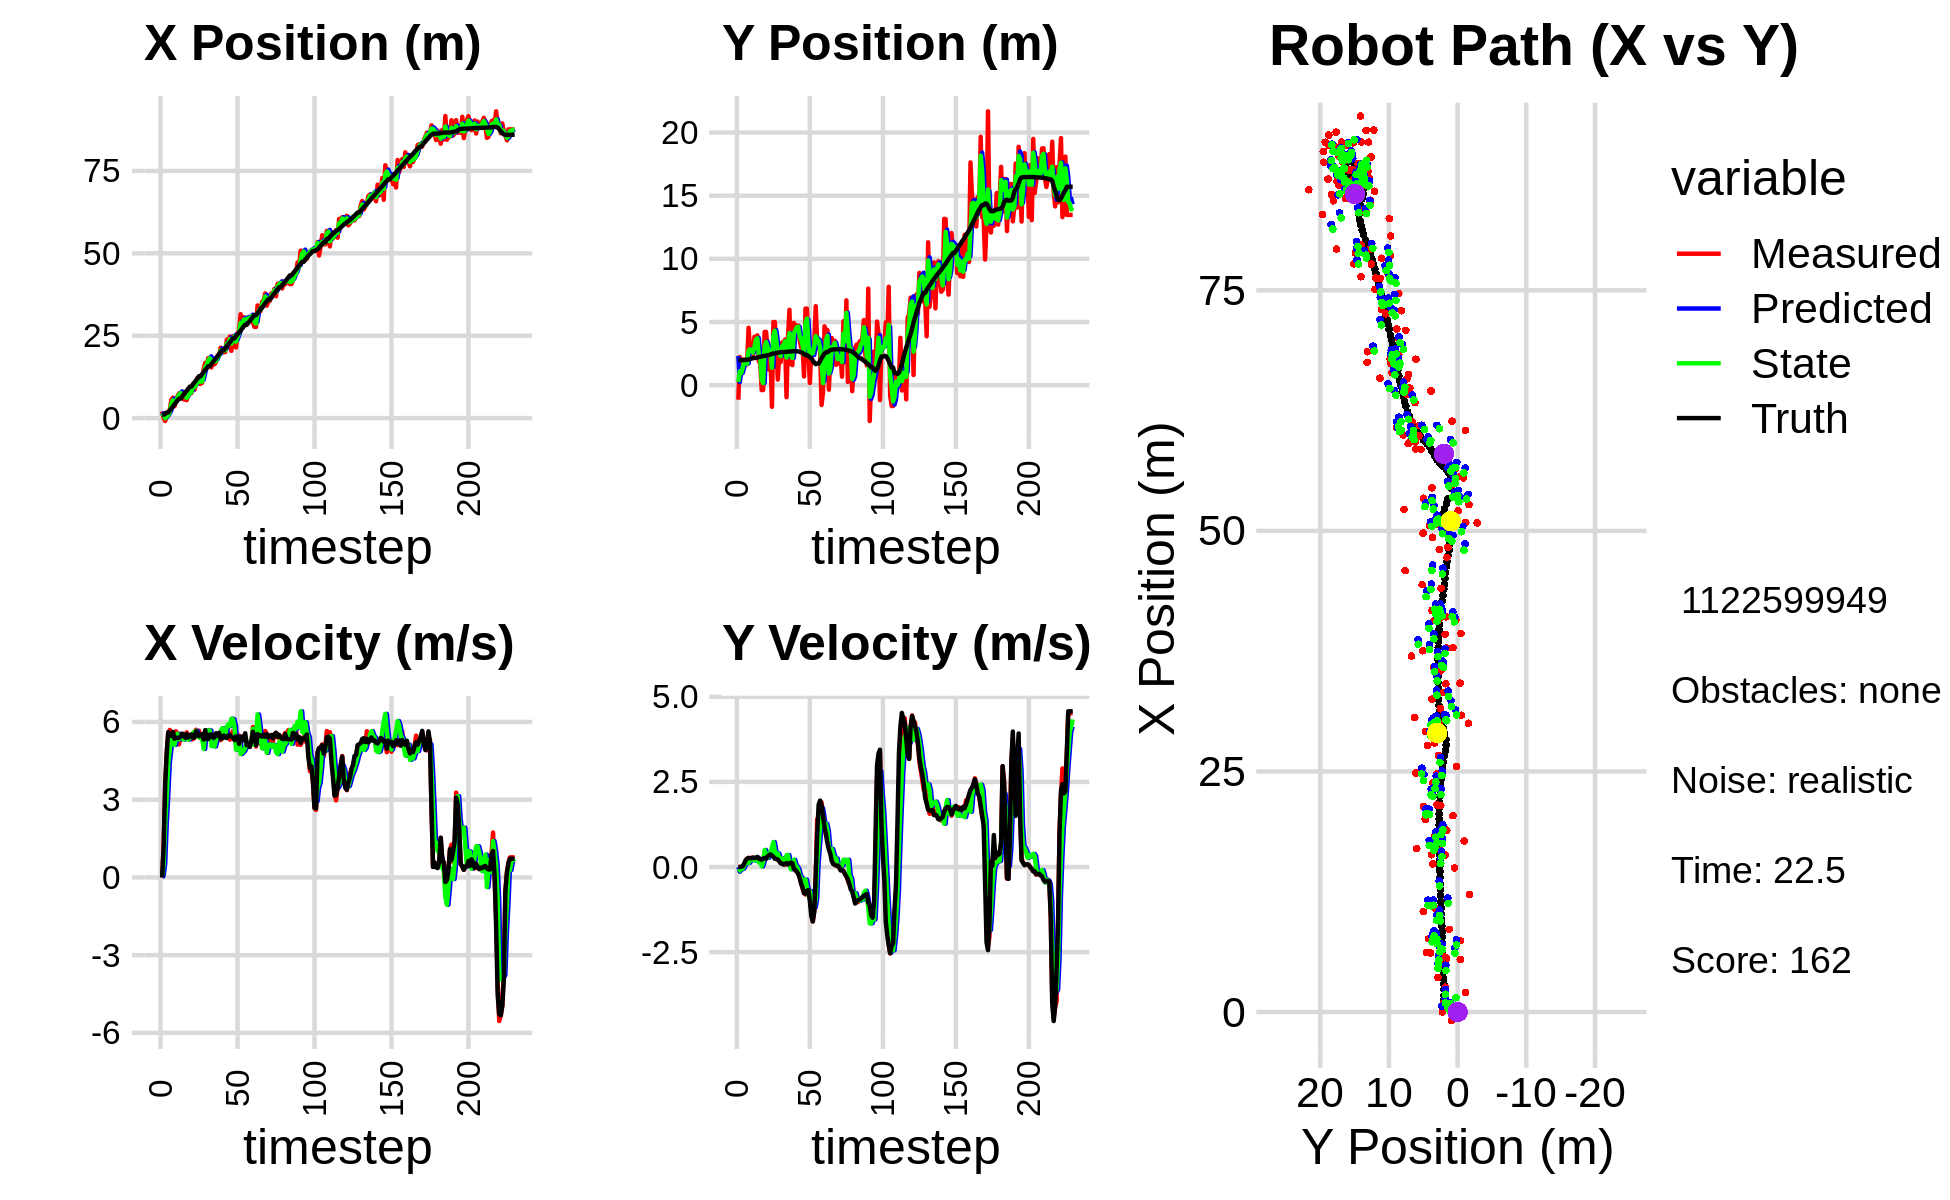 X Position (m)
75
50
25
0
0
50
100
150
200
timestep
Y Position (m)
20
15
10
5
0
0
50
100
150
200
timestep
X Velocity (m/s)
6
3
0
-3
-6
0
50
100
150
200
timestep
Y Velocity (m/s)
5.0
2.5
0.0
-2.5
0
50
100
150
200
timestep
Robot Path (X vs Y)
X Position (m)
75
50
25
0
20 10 0 -10 -20
Y Position (m)
variable
Measured
Predicted
State
Truth
1122599949
Obstacles: none
Noise: realistic
Time: 22.5
Score: 162